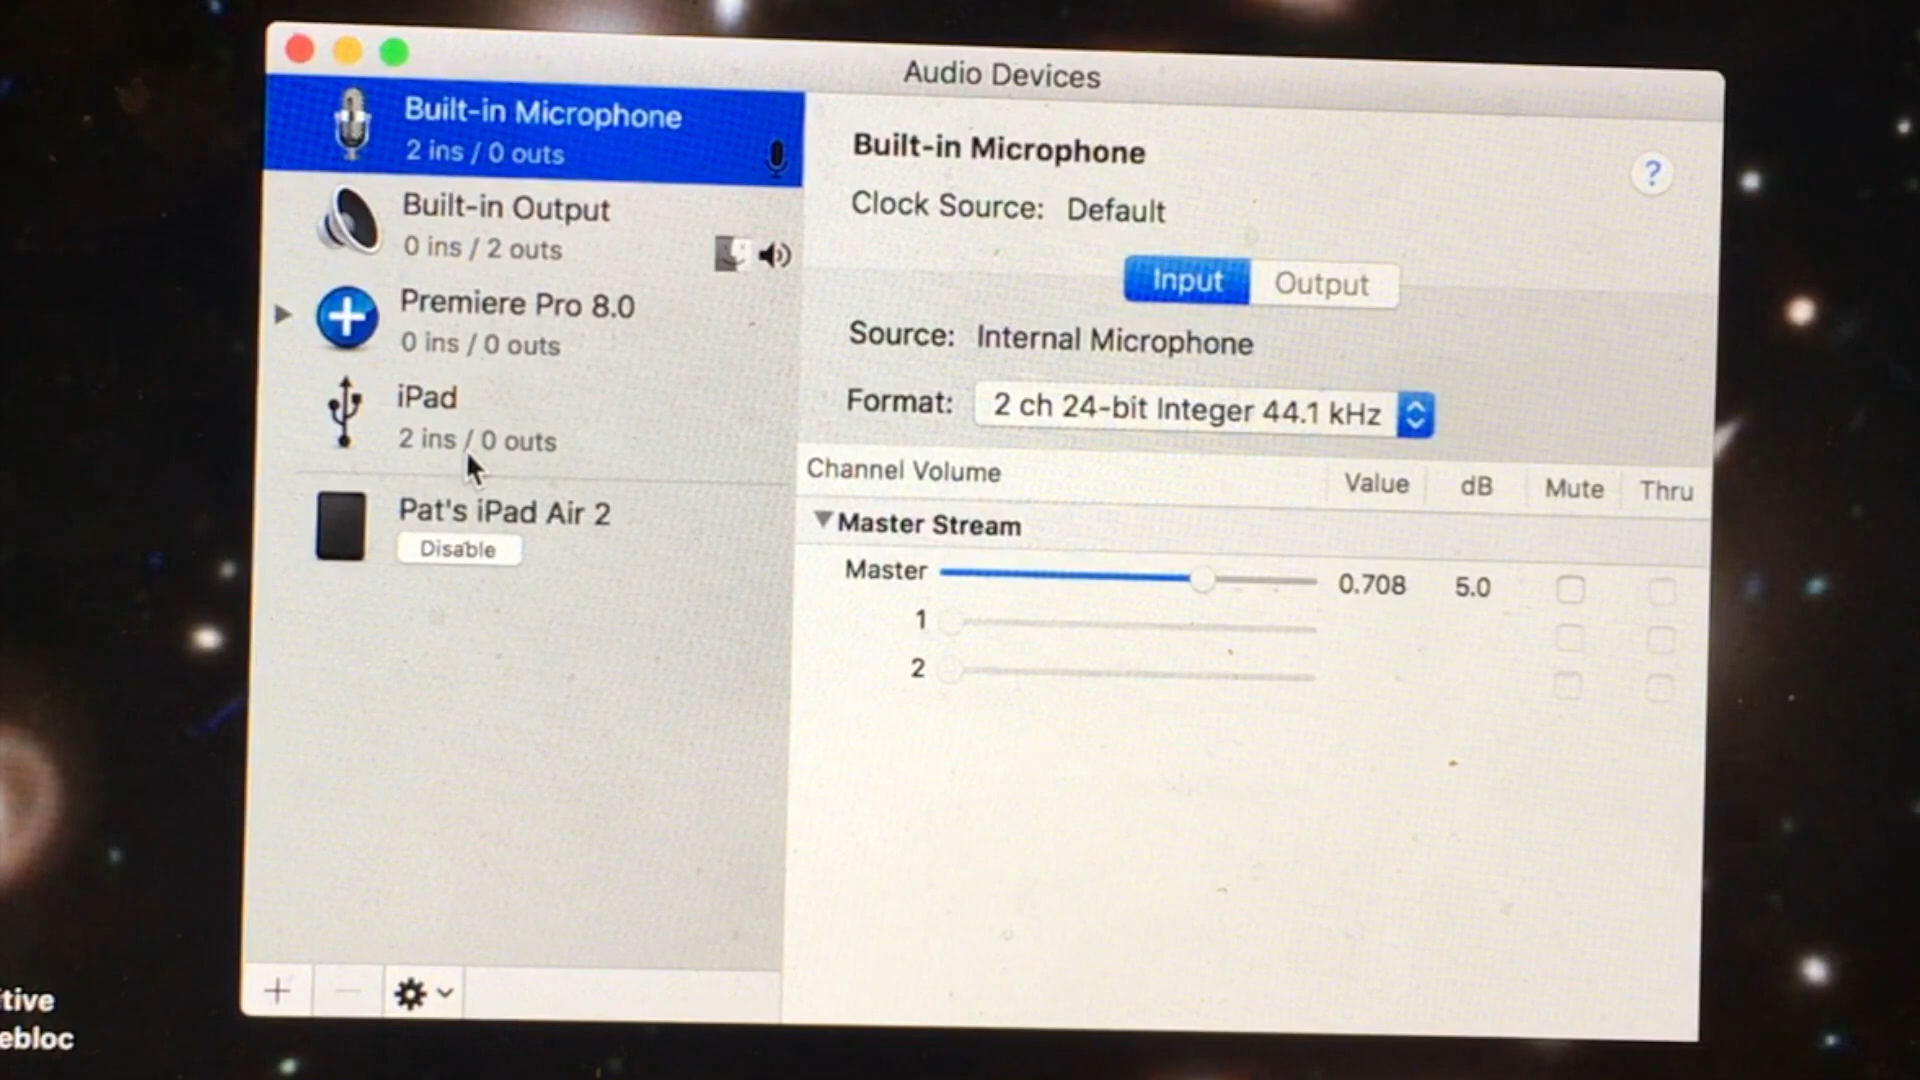 Audio Devices
Built-in Microphone
2 ins / 0 outs
Built-in Output
0 ins / 2 outs
Premiere Pro 8.0
0 ins / 0 outs
iPad
2 ins / 0 outs
Pat's iPad Air 2
Disable
Built-in Microphone
?
Clock Source: Default
Input Output
Source: Internal Microphone
Format: 2 ch 24-bit Integer 44.1 kHz
Channel Volume Value dB Mute Thru
Master Stream
Master 0.708 5.0
1
2
tive
ebloc